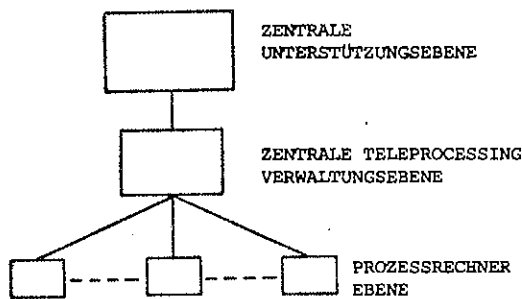 ZENTRALE
UNTERSTÜTZUNGSEBENE
ZENTRALE TELEPROCESSING
VERWALTUNGSEBENE
PROZESSRECHNER
EBENE